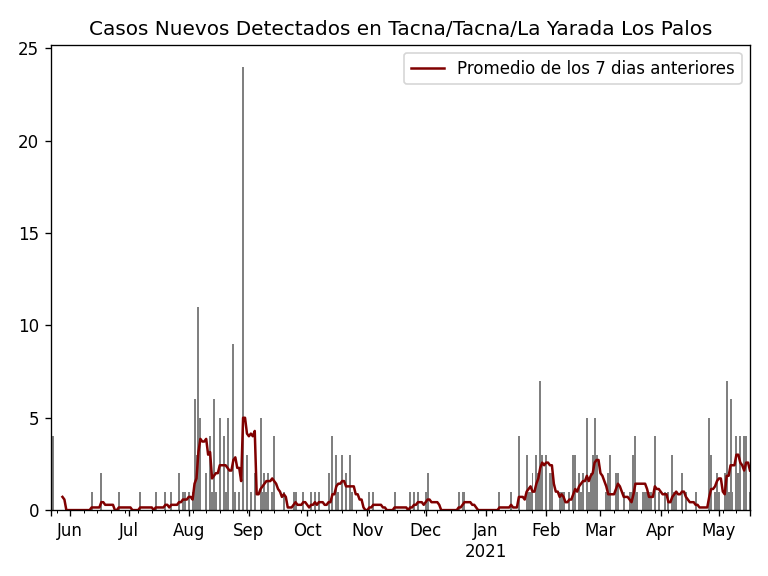 Casos Nuevos Detectados en Tacna/Tacna/La Yarada Los Palos
Promedio de los 7 dias anteriores
25
20
15
10
5
0
Jun Jul Aug Sep Oct Nov Dec Jan Feb Mar Apr May
2021